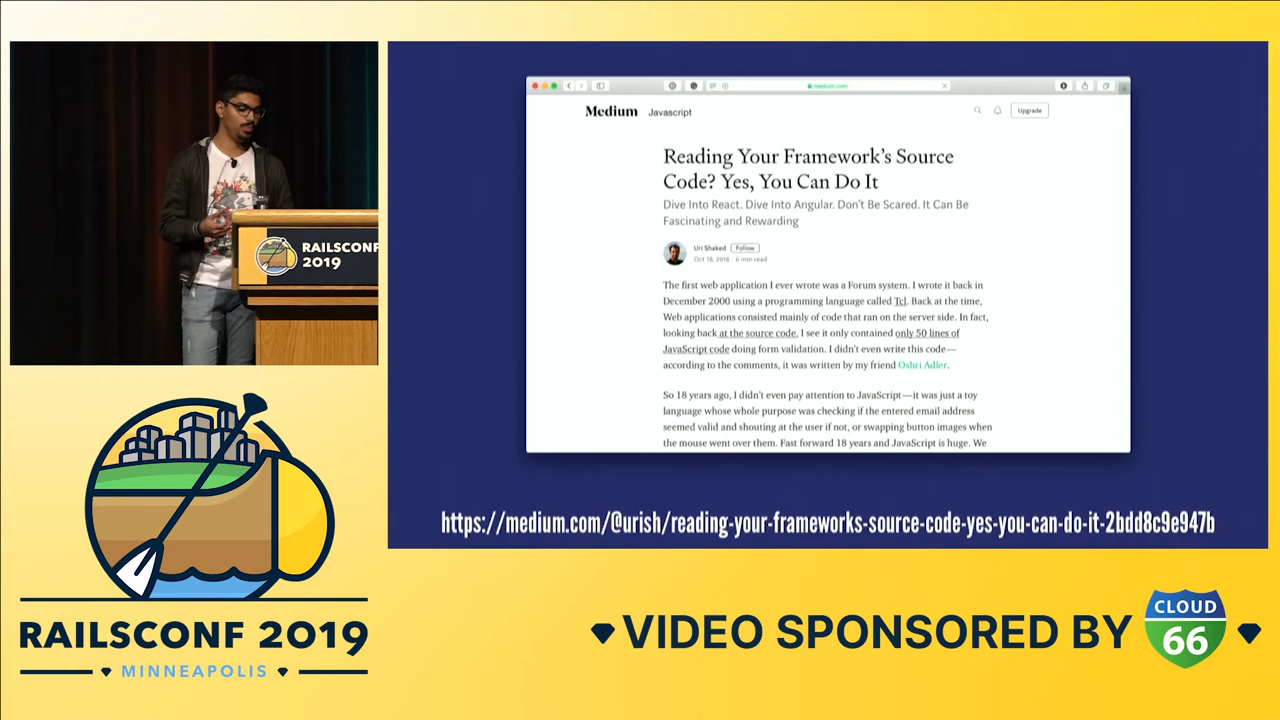 RAILSCONF
2019
medium.com
Medium Javascript
Upgrade
Reading Your Framework’s Source
Code? Yes, You Can Do It
Dive Into React. Dive Into Angular. Don’t Be Scared. It Can Be
Fascinating and Rewarding
Uri Shaked Follow
Oct 18, 2018 · 6 min read
The first web application I ever wrote was a Forum system. I wrote it back in
December 2000 using a programming language called Tcl. Back at the time,
Web applications consisted mainly of code that ran on the server side. In fact,
looking back at the source code, I see it only contained only 50 lines of
JavaScript code doing form validation. I didn’t even write this code—
according to the comments, it was written by my friend Oshri Adler.
So 18 years ago, I didn’t even pay attention to JavaScript—it was just a toy
language whose whole purpose was checking if the entered email address
seemed valid and shouting at the user if not, or swapping button images when
the mouse went over them. Fast forward 18 years and JavaScript is huge. We
https://medium.com/@urish/reading-your-frameworks-source-code-yes-you-can-do-it-2bdd8c9e947b
RAILSCONF 2019
MINNEAPOLIS
VIDEO SPONSORED BY
CLOUD
66